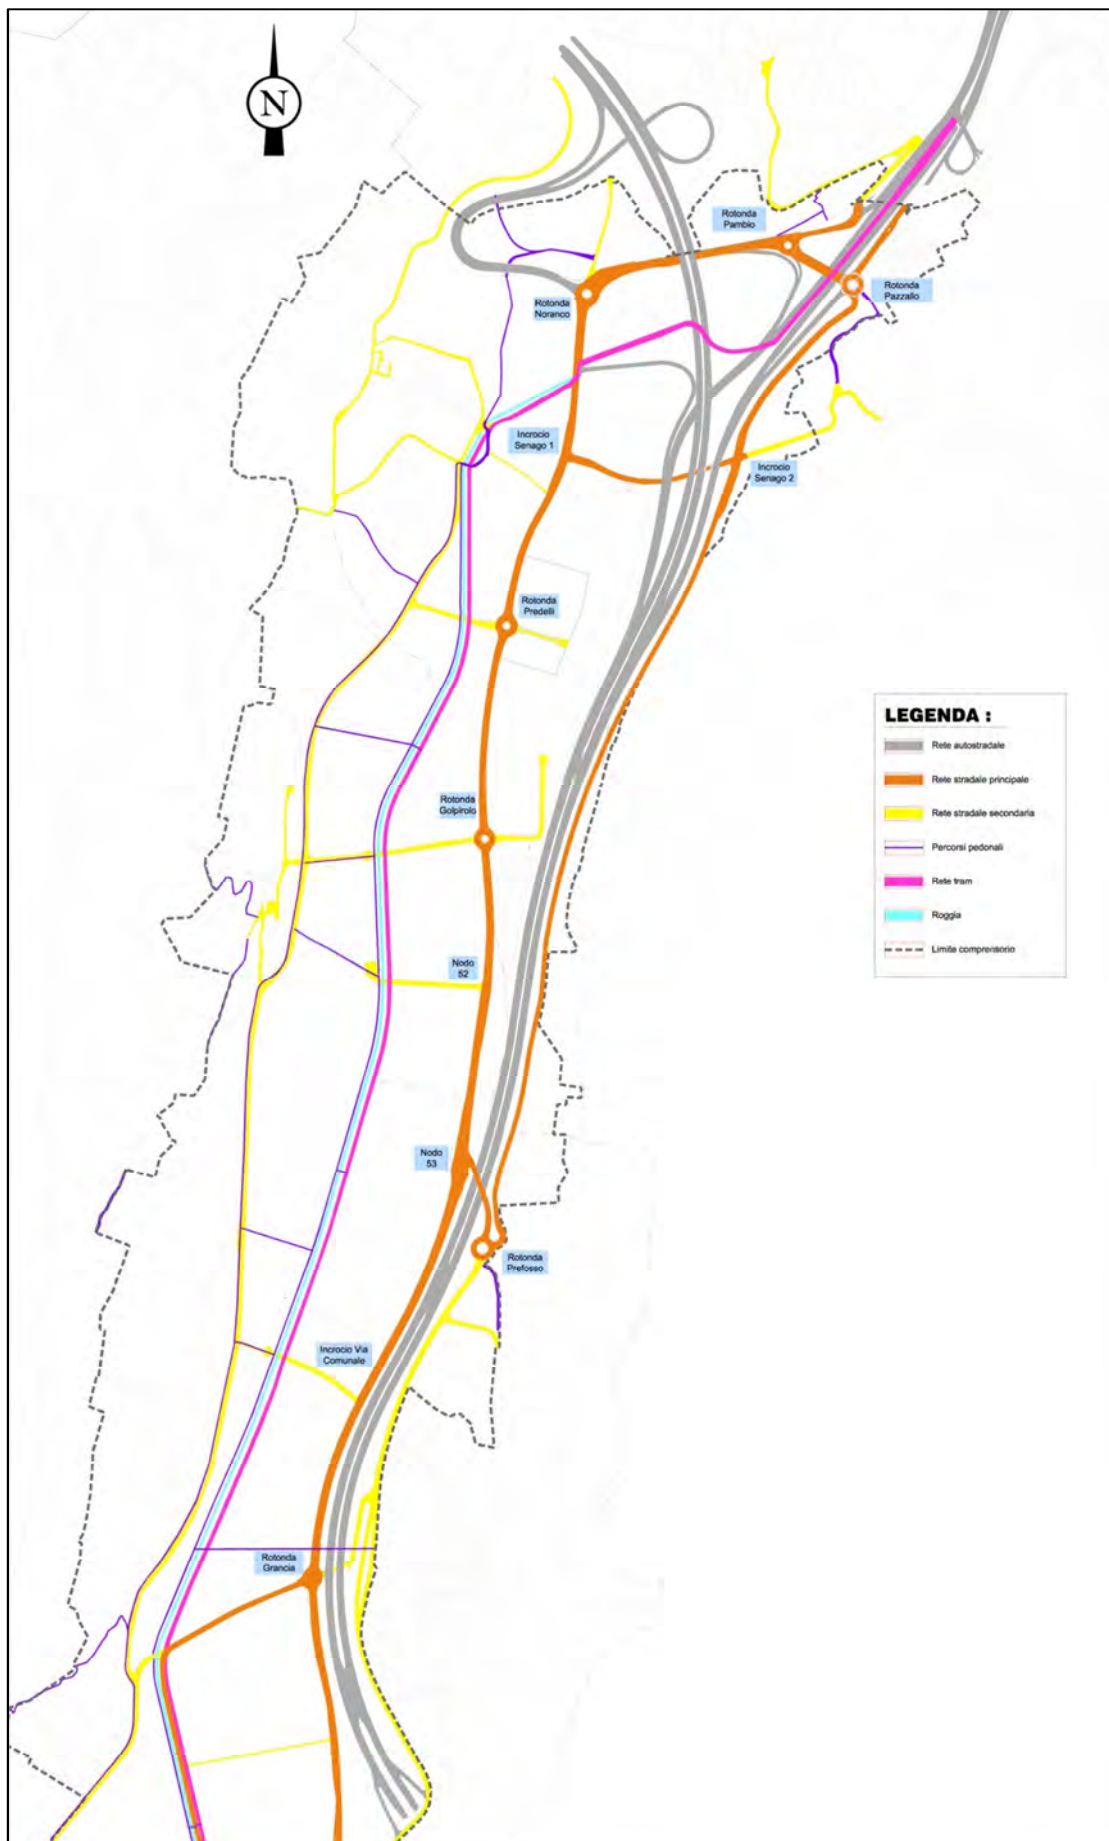 N
Rotonda
Pambio
Rotonda
Pazzallo
Rotonda
Noranco
Incrocio
Senago 1
Incrocio
Senago 2
Rotonda
Predelli
LEGENDA :
Rete autostradale
Rete stradale principale
Rete stradale secondaria
Percorsi pedonali
Rete tram
Roggia
Limite comprensorio
Rotonda
Golpirolo
Nodo
52
Nodo
53
Rotonda
Prefosso
Incrocio Via
Comunale
Rotonda
Grancia